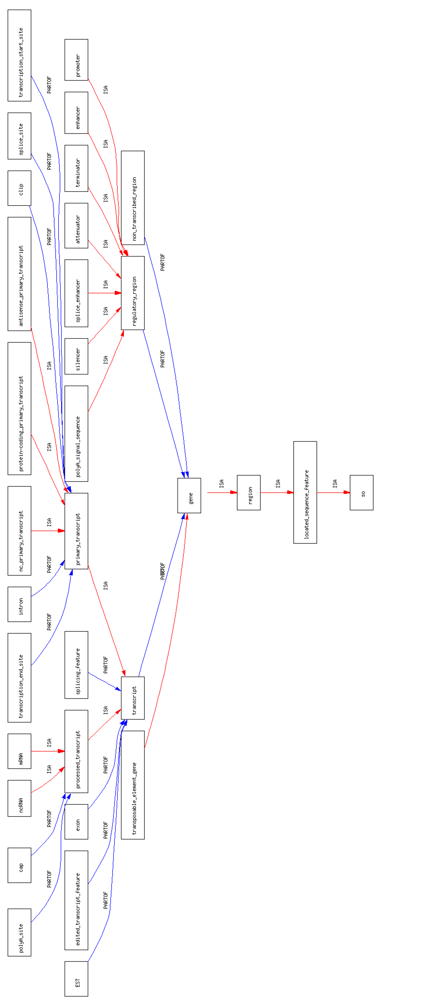 transcription_start_site
splice_site
clip
antisense_primary_transcript
protein-coding_primary_transcript
nc_primary_transcript
intron
transcription_end_site
mRNA
ncRNA
cap
polyA_site
PARTOF
PARTOF
PARTOF
ISA
ISA
ISA
PARTOF
PARTOF
ISA
ISA
PARTOF
PARTOF
promoter
enhancer
terminator
attenuator
splice_enhancer
silencer
polyA_signal_sequence
primary_transcript
splicing_feature
processed_transcript
exon
edited_transcript_feature
EST
ISA
ISA
ISA
ISA
ISA
ISA
ISA
ISA
PARTOF
ISA
PARTOF
PARTOF
PARTOF
non_transcribed_region
regulatory_region
transcript
transposable_element_gene
PARTOF
PARTOF
PARTOF
gene
ISA
region
ISA
located_sequence_feature
ISA
so